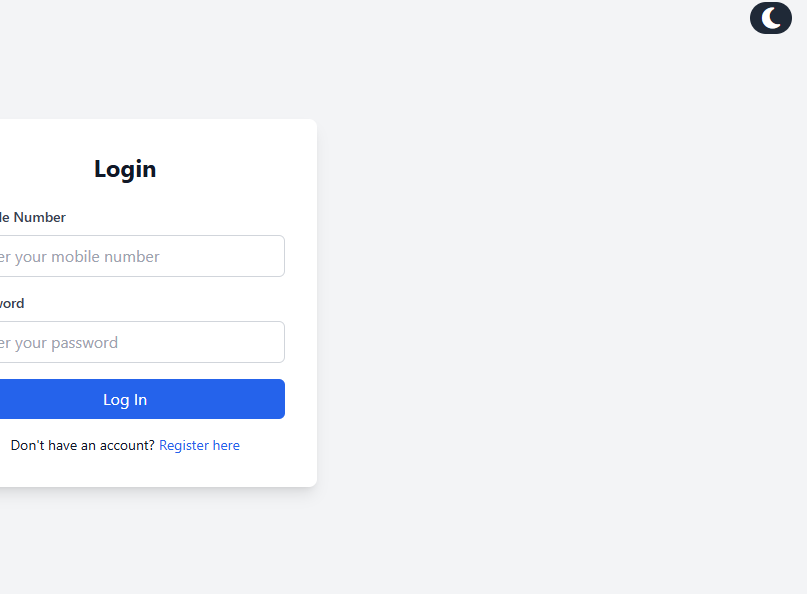 Login
le Number
er your mobile number
word
er your password
Log In
Don't have an account? Register here